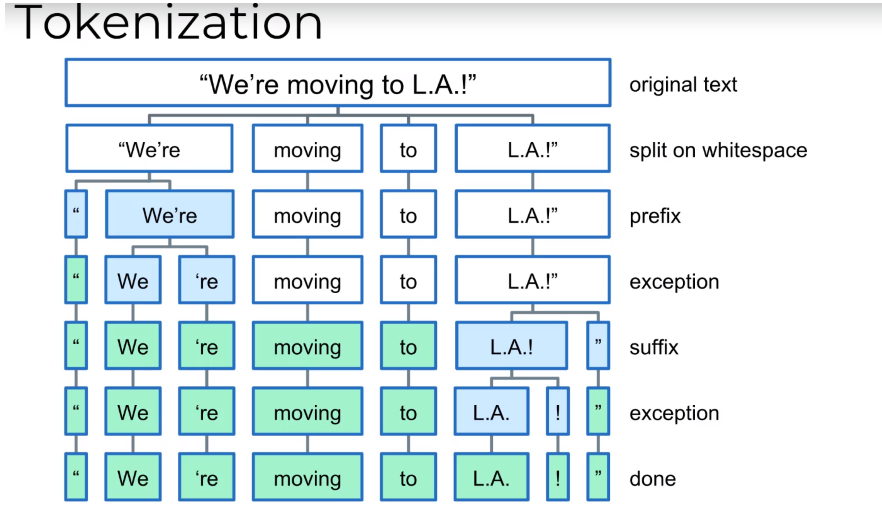 Tokenization
“We’re moving to L.A.!” original text
“We’re moving to L.A.!” split on whitespace
“ We’re moving to L.A.!” prefix
“ We ‘re moving to L.A.!” exception
“ We ‘re moving to L.A.! ” suffix
“ We ‘re moving to L.A. ! ” exception
“ We ‘re moving to L.A. ! ” done